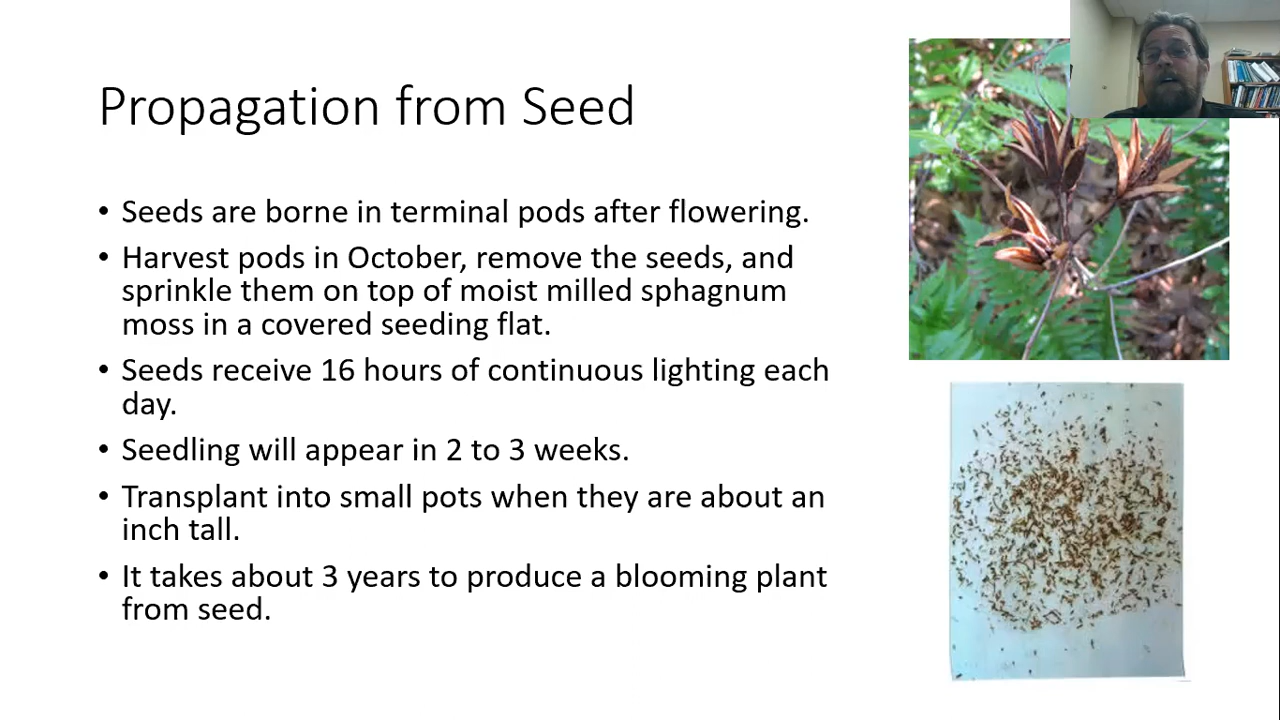 Propagation from Seed
• Seeds are borne in terminal pods after flowering.
• Harvest pods in October, remove the seeds, and
sprinkle them on top of moist milled sphagnum
moss in a covered seeding flat.
• Seeds receive 16 hours of continuous lighting each
day.
• Seedling will appear in 2 to 3 weeks.
• Transplant into small pots when they are about an
inch tall.
• It takes about 3 years to produce a blooming plant
from seed.